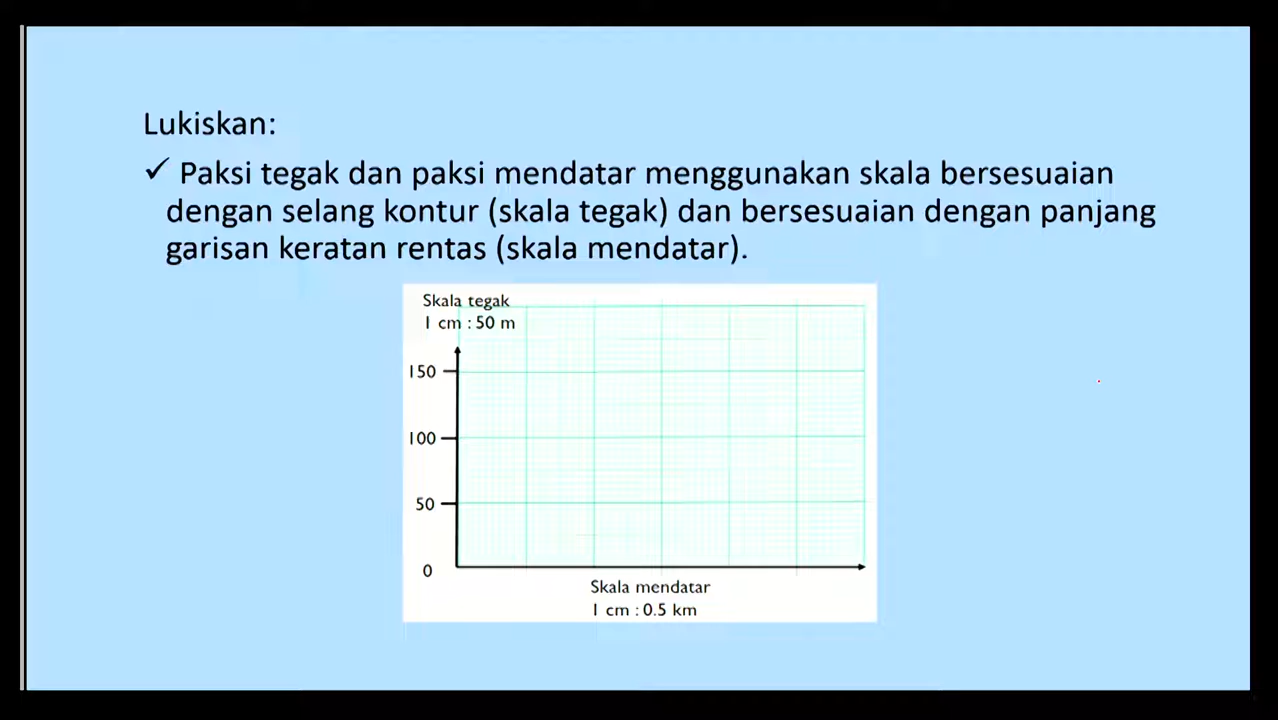 Lukiskan:
✓ Paksi tegak dan paksi mendatar menggunakan skala bersesuaian
dengan selang kontur (skala tegak) dan bersesuaian dengan panjang
garisan keratan rentas (skala mendatar).
Skala tegak
1 cm : 50 m
150
100
50
0
Skala mendatar
1 cm : 0.5 km